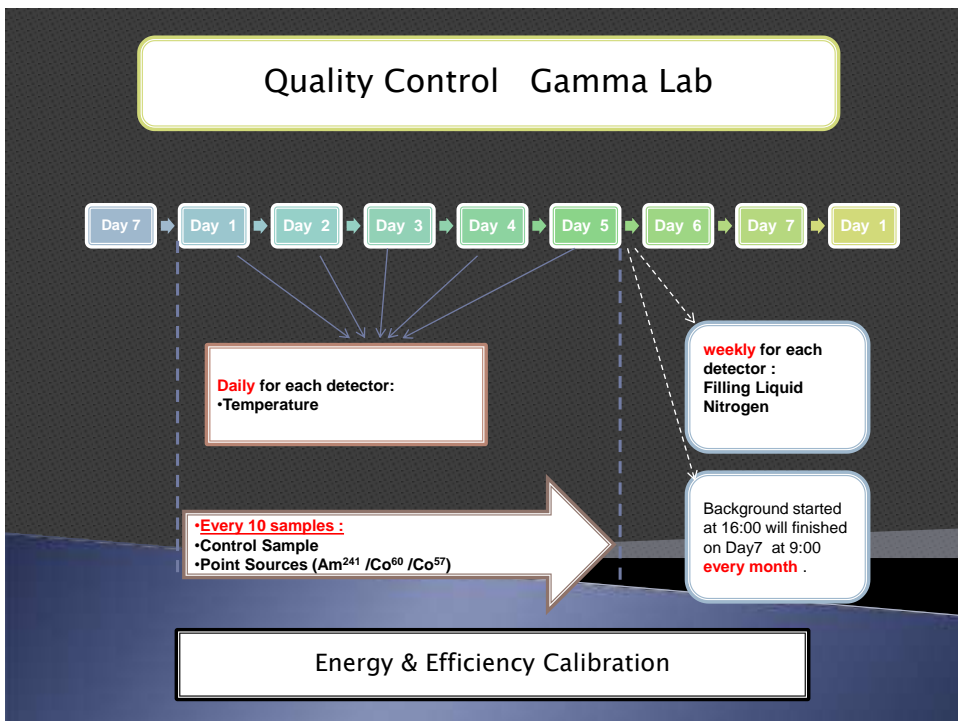 Quality Control Gamma Lab
Day 7
Day 1
Day 2
Day 3
Day 4
Day 5
Day 6
Day 7
Day 1
Daily for each detector:
•Temperature
weekly for each
detector :
Filling Liquid
Nitrogen
•Every 10 samples :
•Control Sample
•Point Sources (Am²⁴¹ /Co⁶⁰ /Co⁵⁷)
Background started
at 16:00 will finished
on Day7 at 9:00
every month .
Energy & Efficiency Calibration